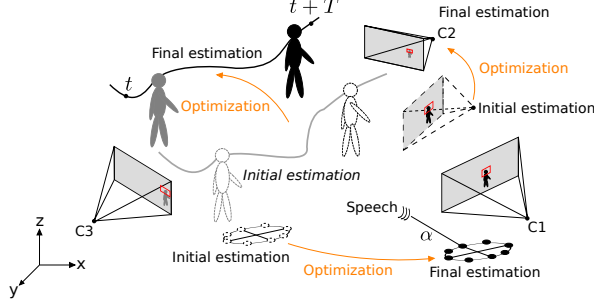 t + T
Final estimation
C2
Final estimation
t
Optimization
Optimization
Initial estimation
Initial estimation
Speech
C3
C1
α
z
Initial estimation
x
Optimization
Final estimation
y